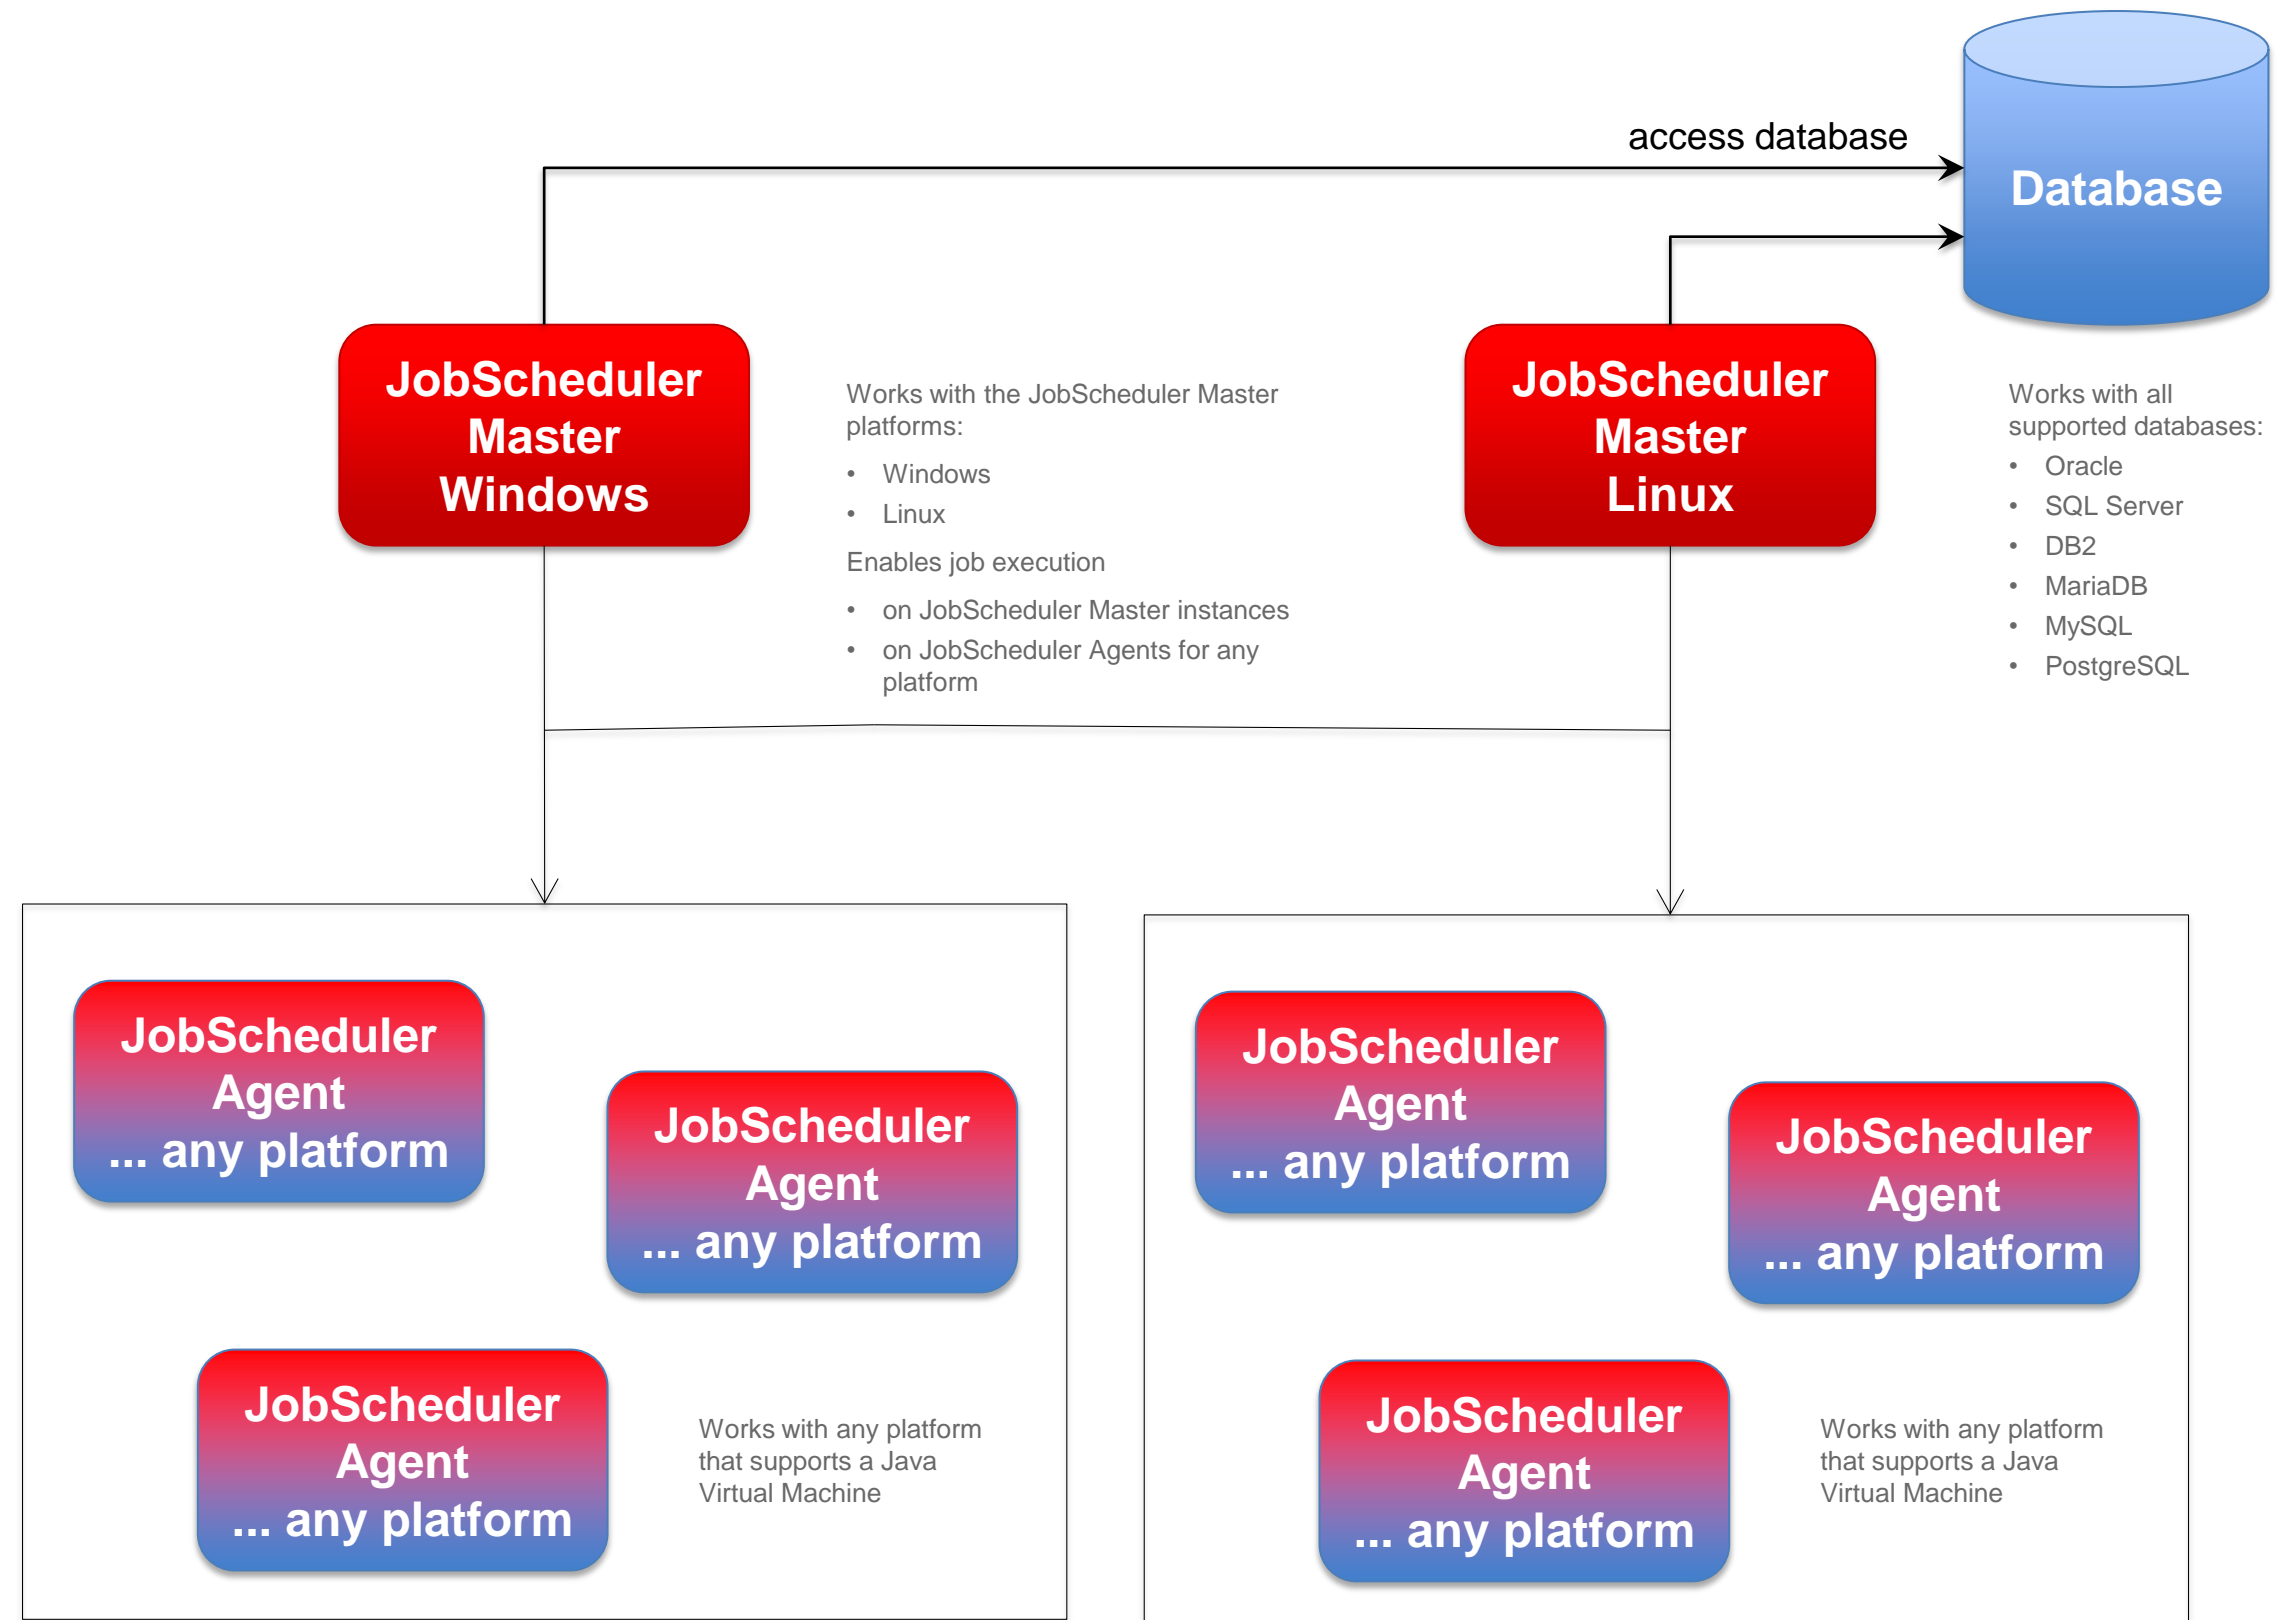 access database
Database
JobScheduler
Master
Windows
Works with the JobScheduler Master
platforms:
• Windows
• Linux
Enables job execution
• on JobScheduler Master instances
• on JobScheduler Agents for any
platform
JobScheduler
Master
Linux
Works with all
supported databases:
• Oracle
• SQL Server
• DB2
• MariaDB
• MySQL
• PostgreSQL
JobScheduler
Agent
... any platform
JobScheduler
Agent
... any platform
JobScheduler
Agent
... any platform
Works with any platform
that supports a Java
Virtual Machine
JobScheduler
Agent
... any platform
JobScheduler
Agent
... any platform
JobScheduler
Agent
... any platform
Works with any platform
that supports a Java
Virtual Machine